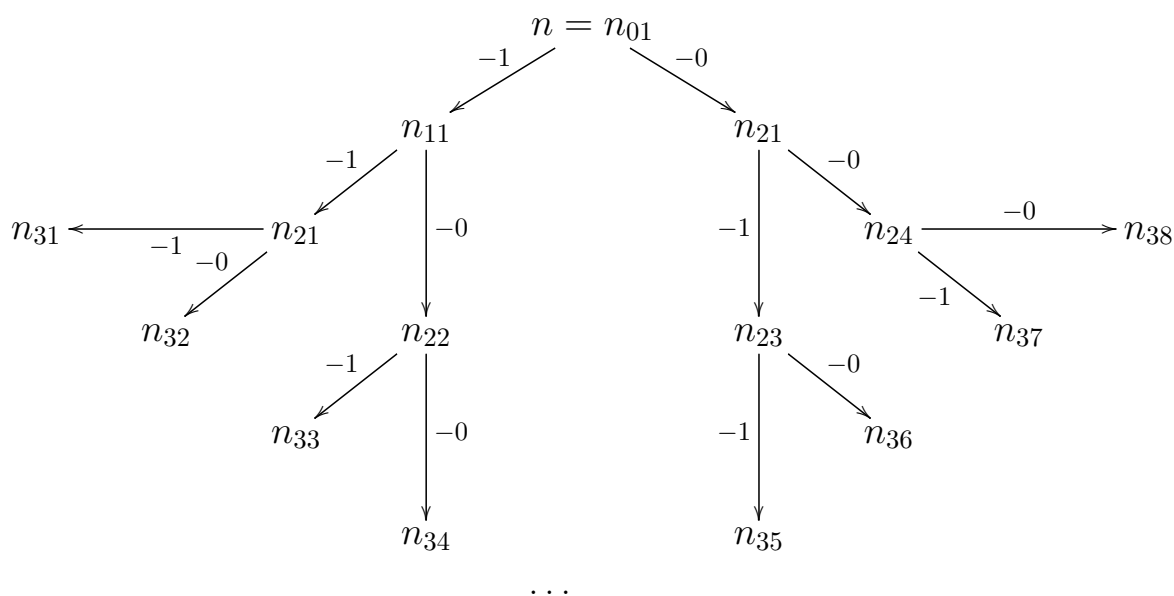 n = n₀₁
−1 −0
n₁₁ n₂₁
−1 −0
n₃₁ −1 n₂₁ −0 −1 n₂₄ −0 n₃₈
−0 −1
n₃₂ n₂₂ n₂₃ n₃₇
−1 −0
n₃₃ −0 −1 n₃₆
n₃₄ n₃₅
...